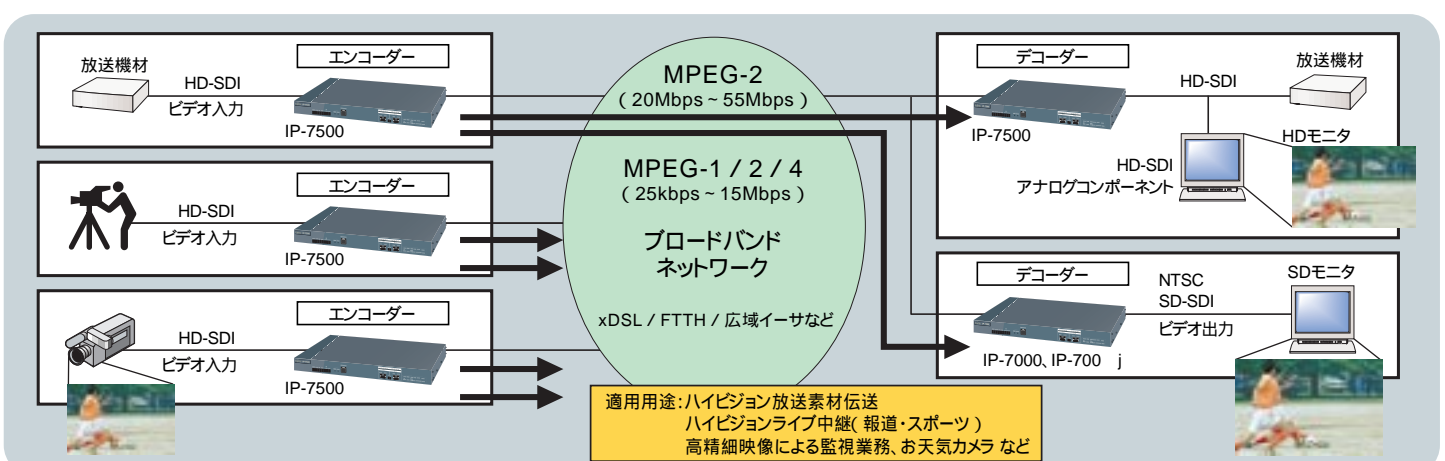 放送機材
HD-SDI
ビデオ入力
エンコーダー
IP-7500
HD-SDI
ビデオ入力
エンコーダー
IP-7500
HD-SDI
ビデオ入力
エンコーダー
IP-7500
MPEG-2
(20Mbps~55Mbps)
MPEG-1 / 2 / 4
(25kbps~15Mbps)
ブロードバンド
ネットワーク
xDSL / FTTH / 広域イーサなど
適用用途:ハイビジョン放送素材伝送
ハイビジョンライブ中継(報道・スポーツ)
高精細映像による監視業務、お天気カメラ など
デコーダー
IP-7500
HD-SDI
放送機材
HDモニタ
HD-SDI
アナログコンポーネント
デコーダー
IP-7000、IP-700 j
NTSC
SD-SDI
ビデオ出力
SDモニタ